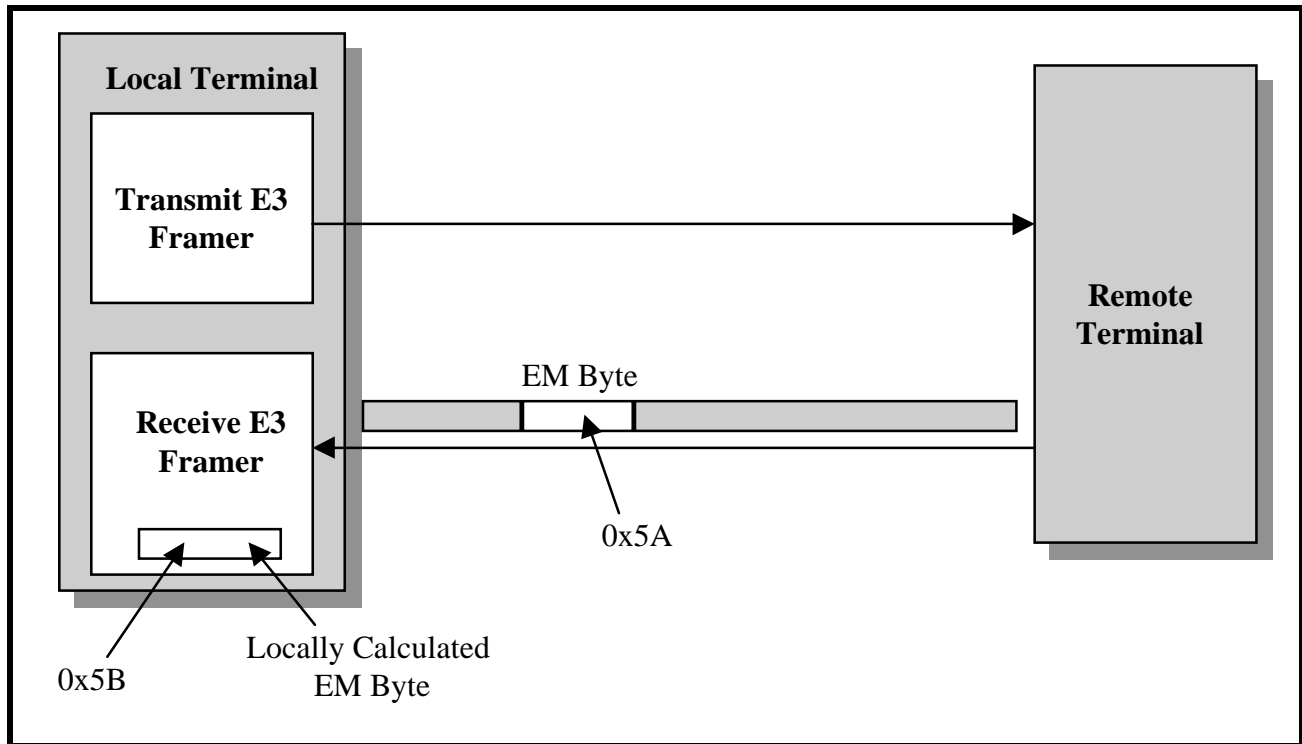 Local Terminal
Transmit E3
Framer
Remote
Terminal
EM Byte
Receive E3
Framer
0x5A
Locally Calculated
EM Byte
0x5B